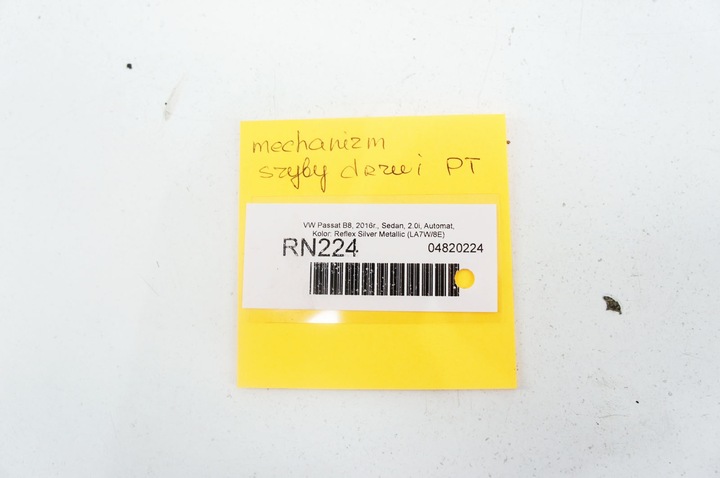 mechanizm
szyby drzwi PT
VW Passat B8, 2016r., Sedan, 2.0i, Automat,
Kolor: Reflex Silver Metallic (LA7W/8E)
RN224
04820224